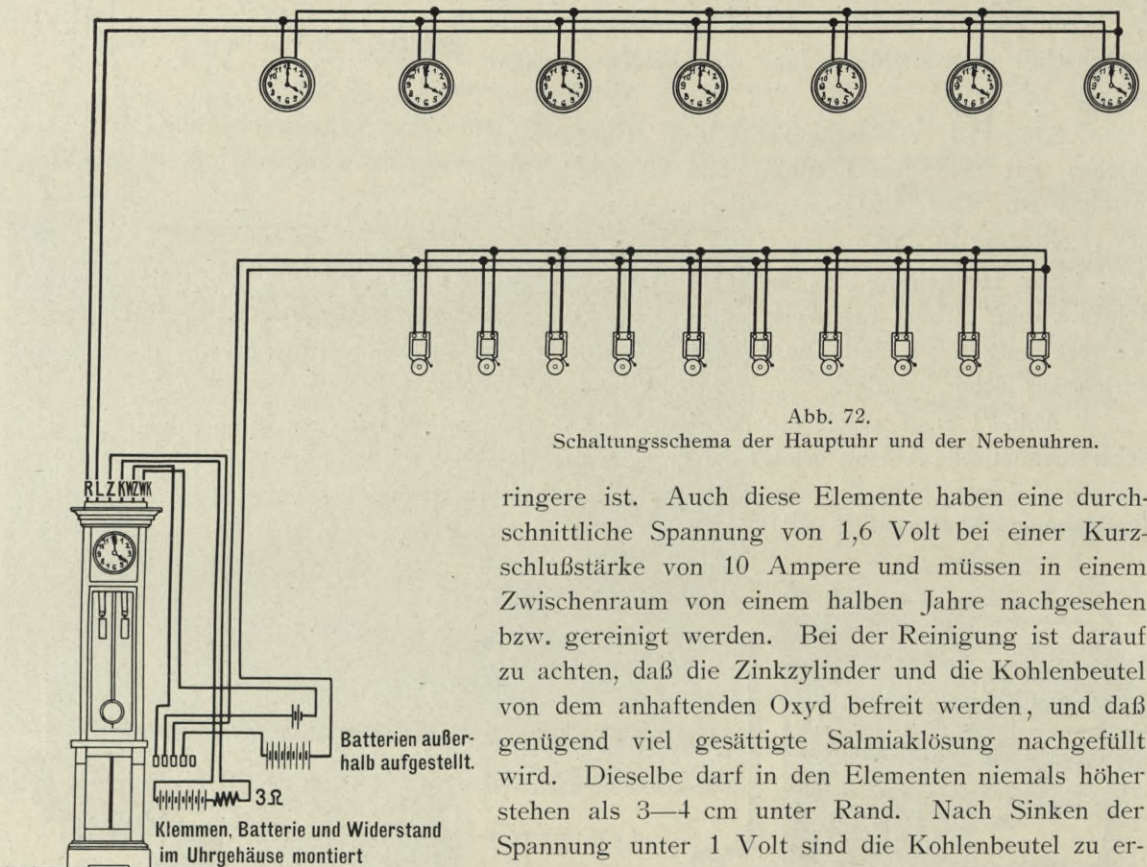 Abb. 72.
Schaltungsschema der Hauptuhr und der Nebenuhren.
R L Z K WZ WK
Batterien außer-
halb aufgestellt.
3 Ω
Klemmen, Batterie und Widerstand
im Uhrgehäuse montiert
ringere ist. Auch diese Elemente haben eine durch-
schnittliche Spannung von 1,6 Volt bei einer Kurz-
schlußstärke von 10 Ampere und müssen in einem
Zwischenraum von einem halben Jahre nachgesehen
bzw. gereinigt werden. Bei der Reinigung ist darauf
zu achten, daß die Zinkzylinder und die Kohlenbeutel
von dem anhaftenden Oxyd befreit werden, und daß
genügend viel gesättigte Salmiaklösung nachgefüllt
wird. Dieselbe darf in den Elementen niemals höher
stehen als 3—4 cm unter Rand. Nach Sinken der
Spannung unter 1 Volt sind die Kohlenbeutel zu er-